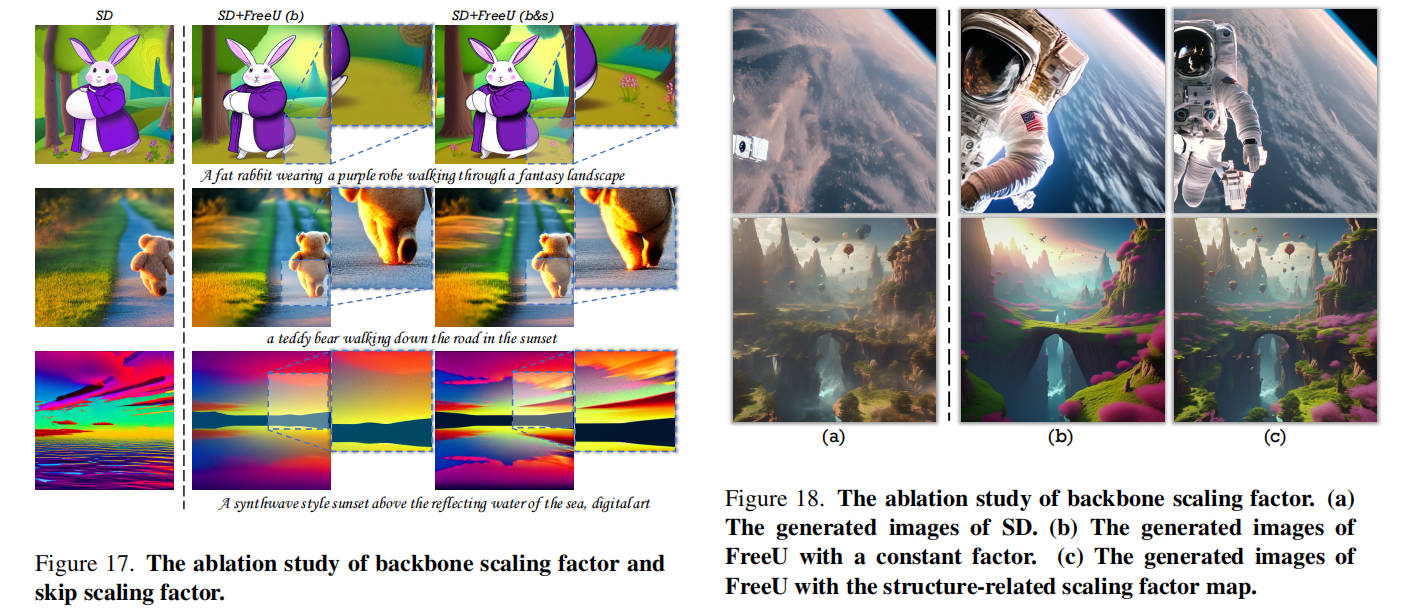 SD
SD+FreeU (b)
SD+FreeU (b&s)
A fat rabbit wearing a purple robe walking through a fantasy landscape
a teddy bear walking down the road in the sunset
A synthwave style sunset above the reflecting water of the sea, digital art
Figure 17. The ablation study of backbone scaling factor and
skip scaling factor.
(a)
(b)
(c)
Figure 18. The ablation study of backbone scaling factor. (a)
The generated images of SD. (b) The generated images of
FreeU with a constant factor. (c) The generated images of
FreeU with the structure-related scaling factor map.